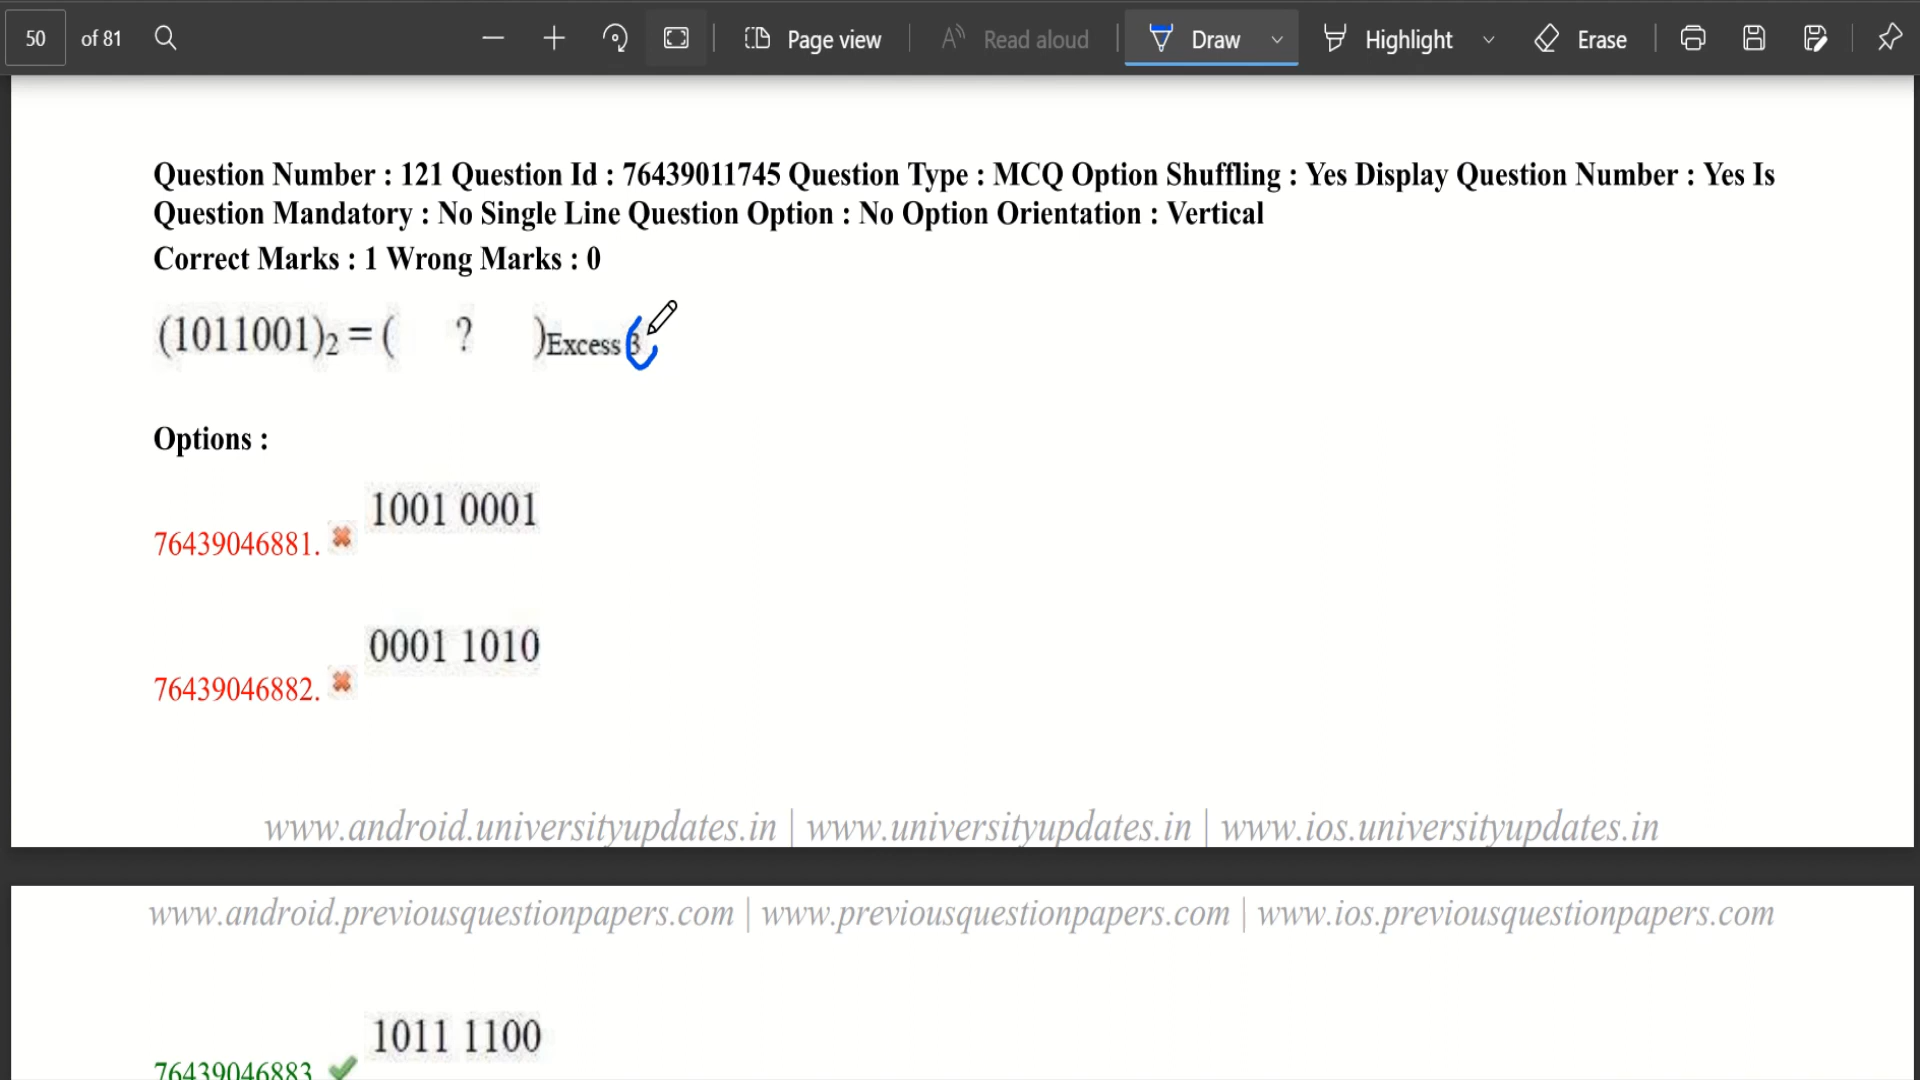 50 of 81 Page view Read aloud Draw Highlight Erase
Question Number : 121 Question Id : 76439011745 Question Type : MCQ Option Shuffling : Yes Display Question Number : Yes Is
Question Mandatory : No Single Line Question Option : No Option Orientation : Vertical
Correct Marks : 1 Wrong Marks : 0
(1011001)₂ = ( ? )Excess 3
Options :
1001 0001
76439046881.
0001 1010
76439046882.
www.android.universityupdates.in | www.universityupdates.in | www.ios.universityupdates.in
www.android.previousquestionpapers.com | www.previousquestionpapers.com | www.ios.previousquestionpapers.com
1011 1100
76439046883.